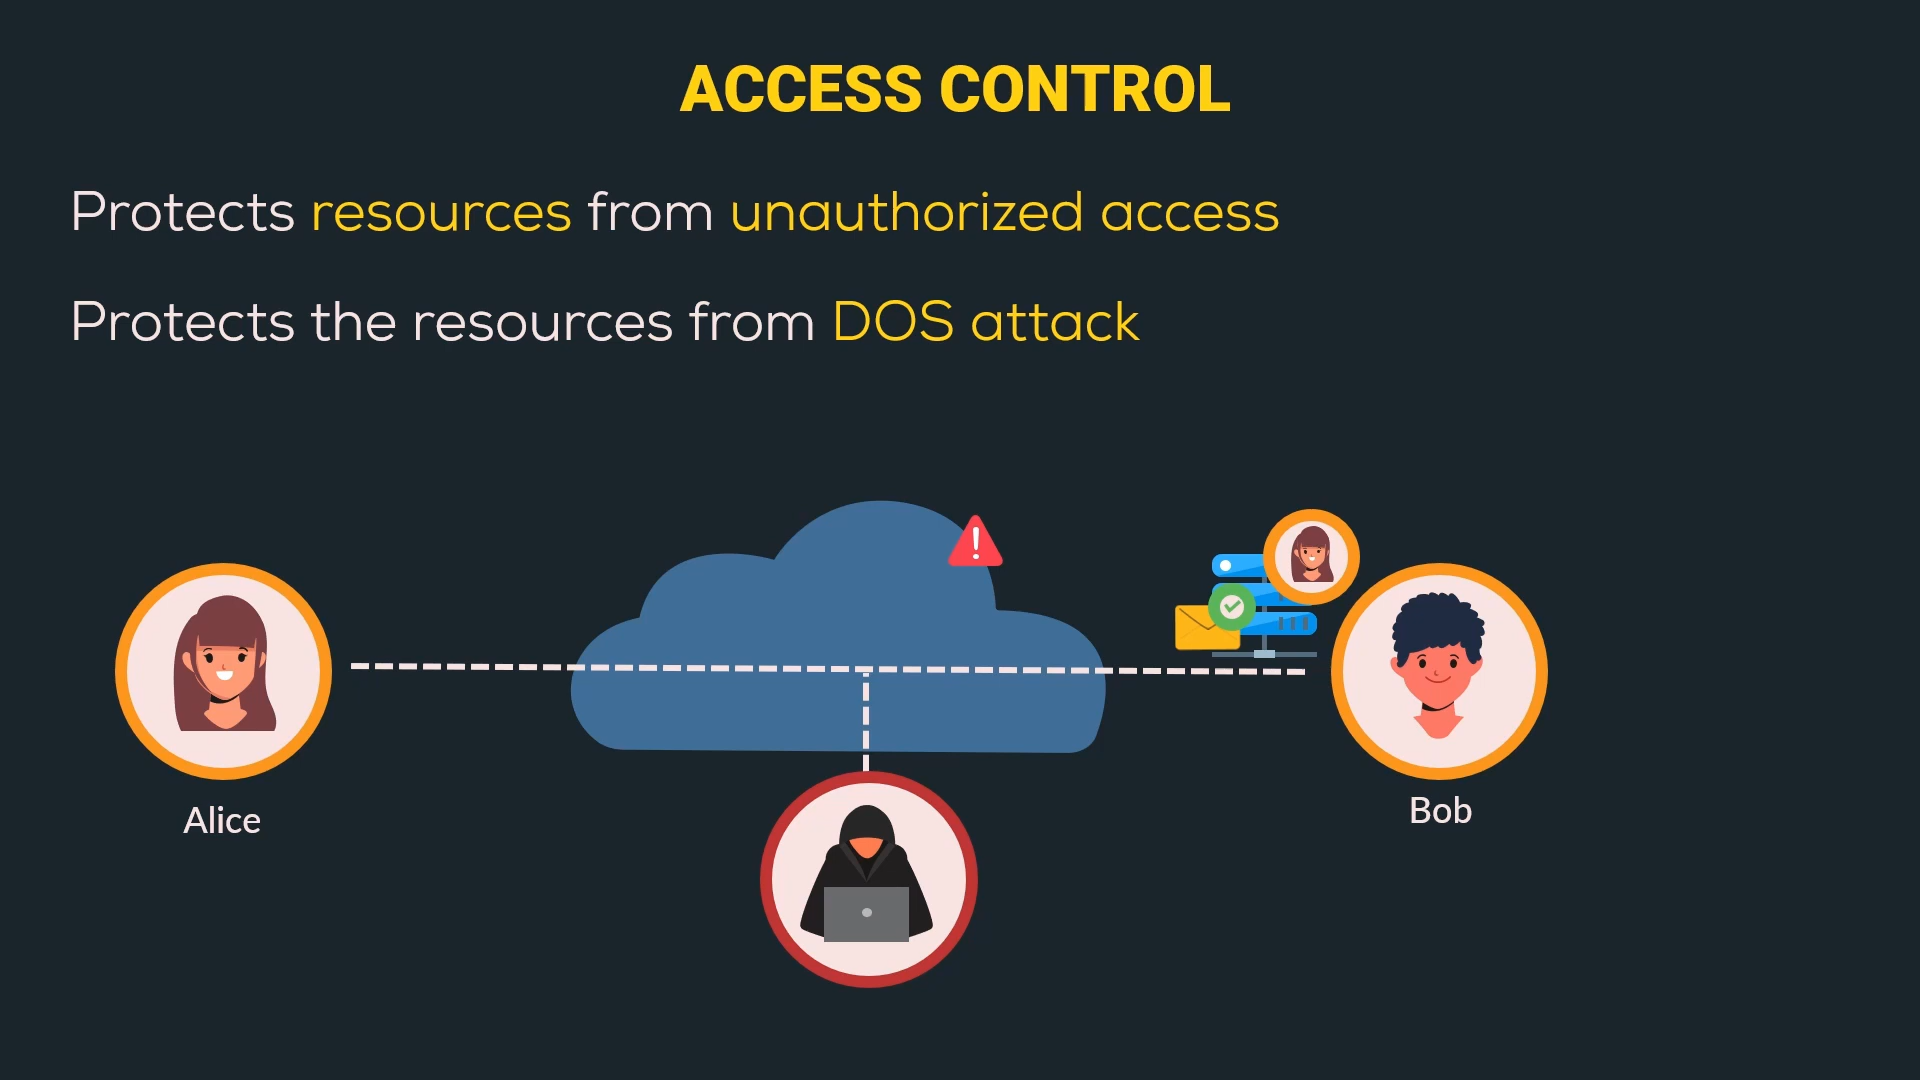 ACCESS CONTROL
Protects resources from unauthorized access
Protects the resources from DOS attack
Alice
Bob